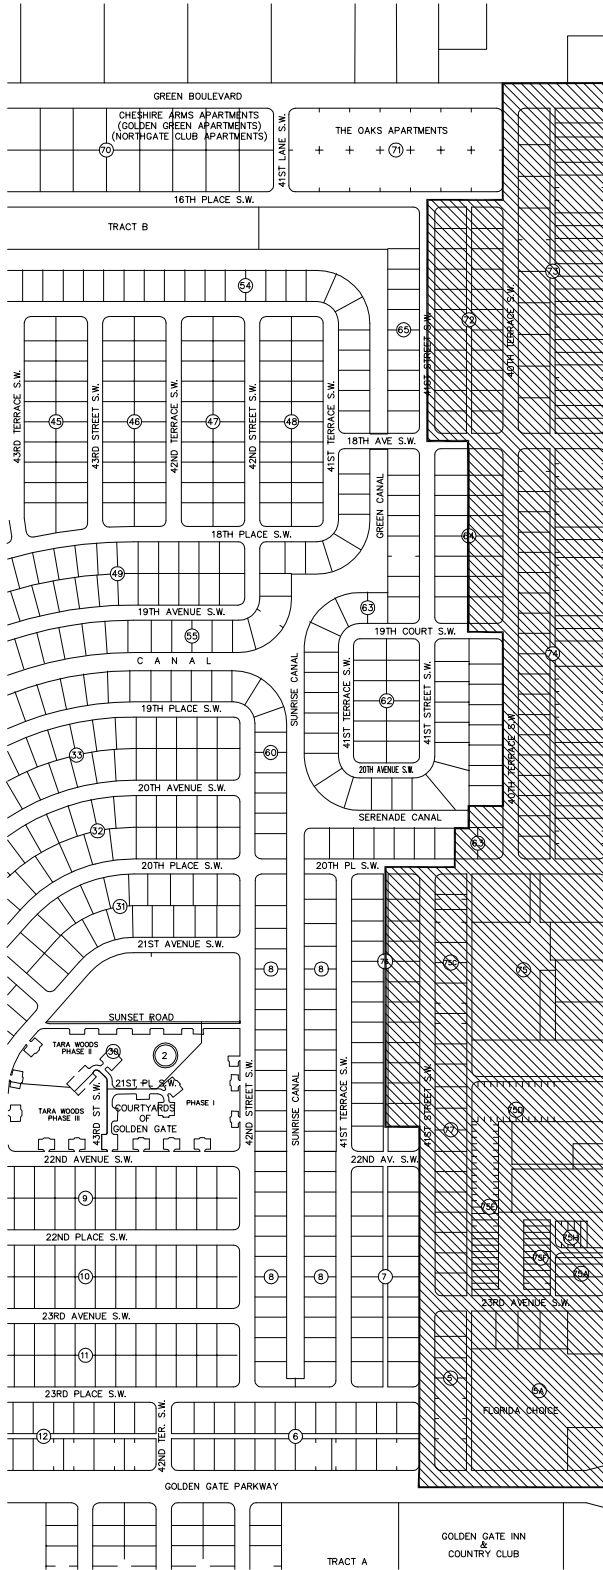 GREEN BOULEVARD
CHESHIRE ARMS APARTMENTS
(GOLDEN GREEN APARTMENTS)
(NORTHGATE CLUB APARTMENTS)
41ST LANE S.W.
THE OAKS APARTMENTS
70
71
16TH PLACE S.W.
TRACT B
54
73
72
65
41ST STREET S.W.
40TH TERRACE S.W.
43RD TERRACE S.W.
45
43RD STREET S.W.
46
42ND TERRACE S.W.
47
42ND STREET S.W.
48
41ST TERRACE S.W.
18TH AVE S.W.
GREEN CANAL
18TH PLACE S.W.
64
49
63
19TH AVENUE S.W.
55
19TH COURT S.W.
CANAL
SUNRISE CANAL
41ST TERRACE S.W.
62
41ST STREET S.W.
74
19TH PLACE S.W.
33
60
20TH AVENUE S.W.
40TH TERRACE S.W.
20TH AVENUE S.W.
SERENADE CANAL
32
63
20TH PLACE S.W.
20TH PL S.W.
31
21ST AVENUE S.W.
8
8
76
75C
75
SUNSET ROAD
TARA WOODS
PHASE II
30
2
21ST PL S.W.
PHASE I
TARA WOODS
PHASE III
43RD ST S.W.
COURTYARDS
OF
GOLDEN GATE
42ND STREET S.W.
SUNRISE CANAL
41ST TERRACE S.W.
41ST STREET S.W.
75D
77
22ND AVENUE S.W.
22ND AV. S.W.
9
75E
22ND PLACE S.W.
75H
75F
10
8
8
7
75A
23RD AVENUE S.W.
23RD AVENUE S.W.
11
5
5A
23RD PLACE S.W.
FLORIDA CHOICE
12
42ND TER. S.W.
6
GOLDEN GATE PARKWAY
GOLDEN GATE INN
&
COUNTRY CLUB
TRACT A